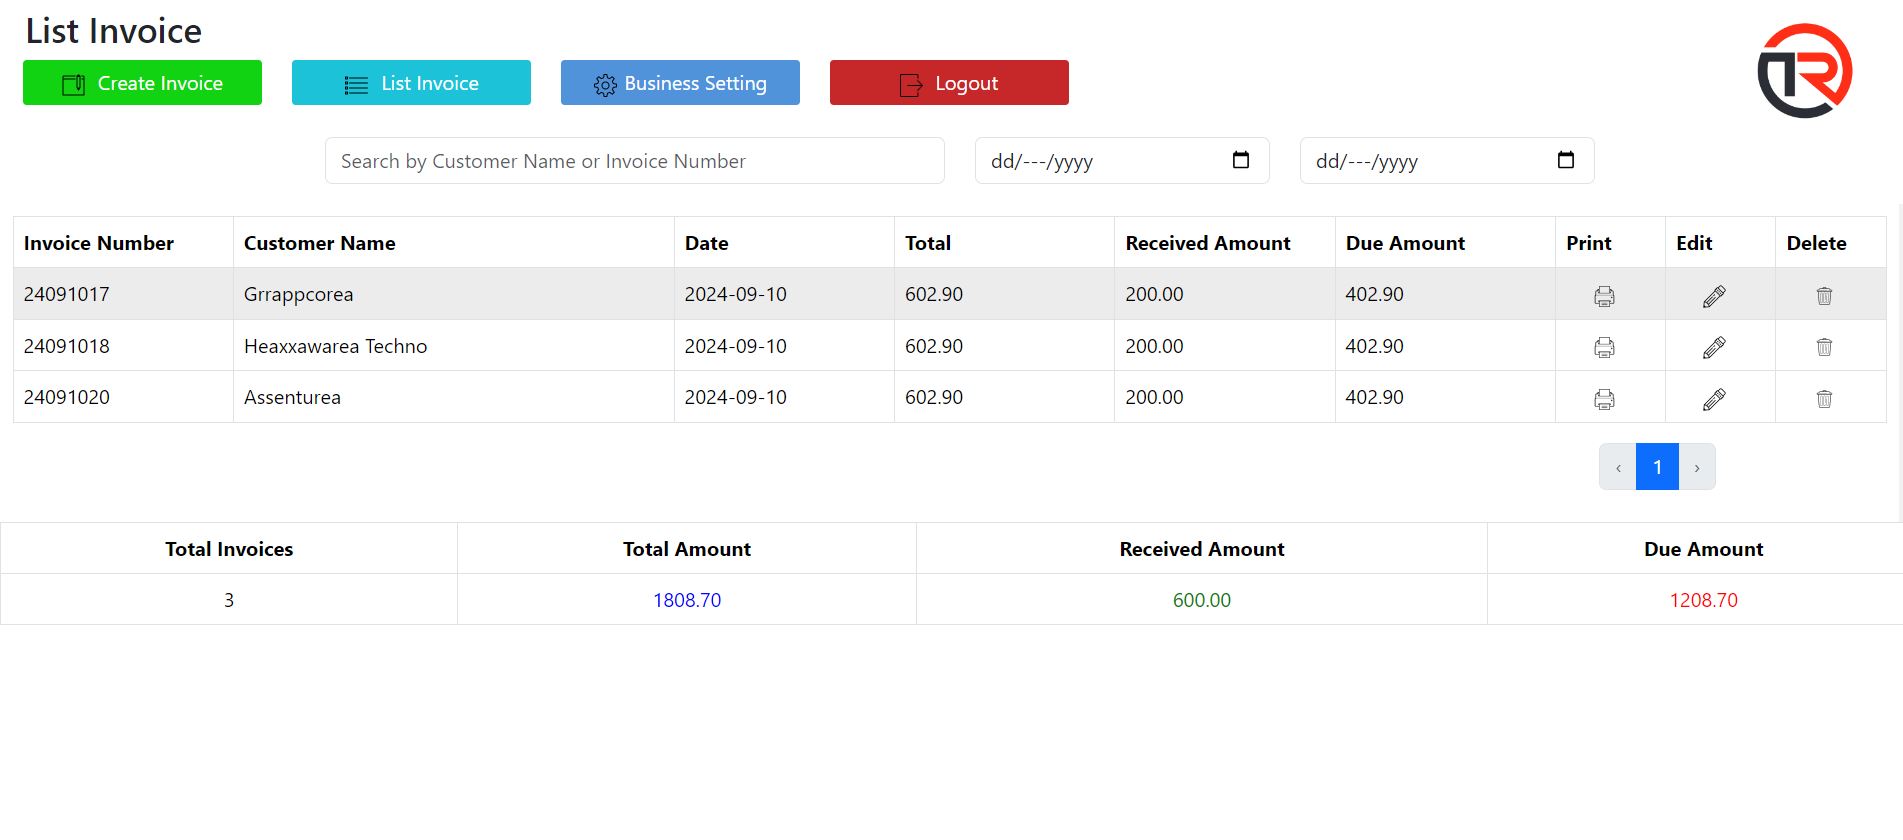 List Invoice
Create Invoice List Invoice Business Setting Logout
Search by Customer Name or Invoice Number dd/---/yyyy dd/---/yyyy
Invoice Number Customer Name Date Total Received Amount Due Amount Print Edit Delete
24091017 Grrappcorea 2024-09-10 602.90 200.00 402.90
24091018 Heaxxawarea Techno 2024-09-10 602.90 200.00 402.90
24091020 Assenturea 2024-09-10 602.90 200.00 402.90
‹ 1 ›
Total Invoices Total Amount Received Amount Due Amount
3 1808.70 600.00 1208.70